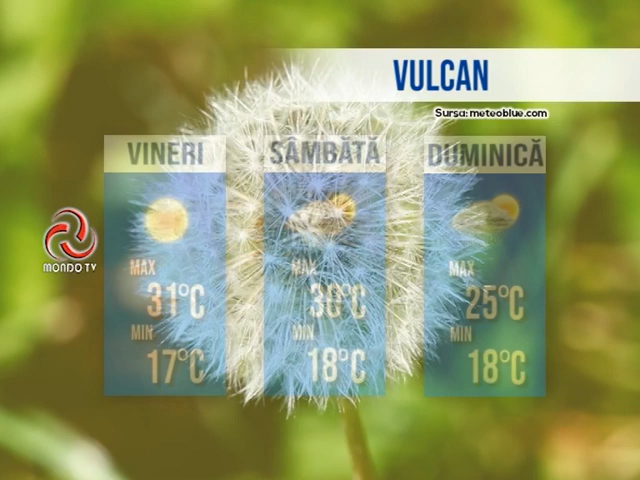 VULCAN
Sursa: meteoblue.com
VINERI
SÂMBĂTĂ
DUMINICĂ
MAX
31°C
MIN
17°C
MAX
30°C
MIN
18°C
MAX
25°C
MIN
18°C
MONDO TV